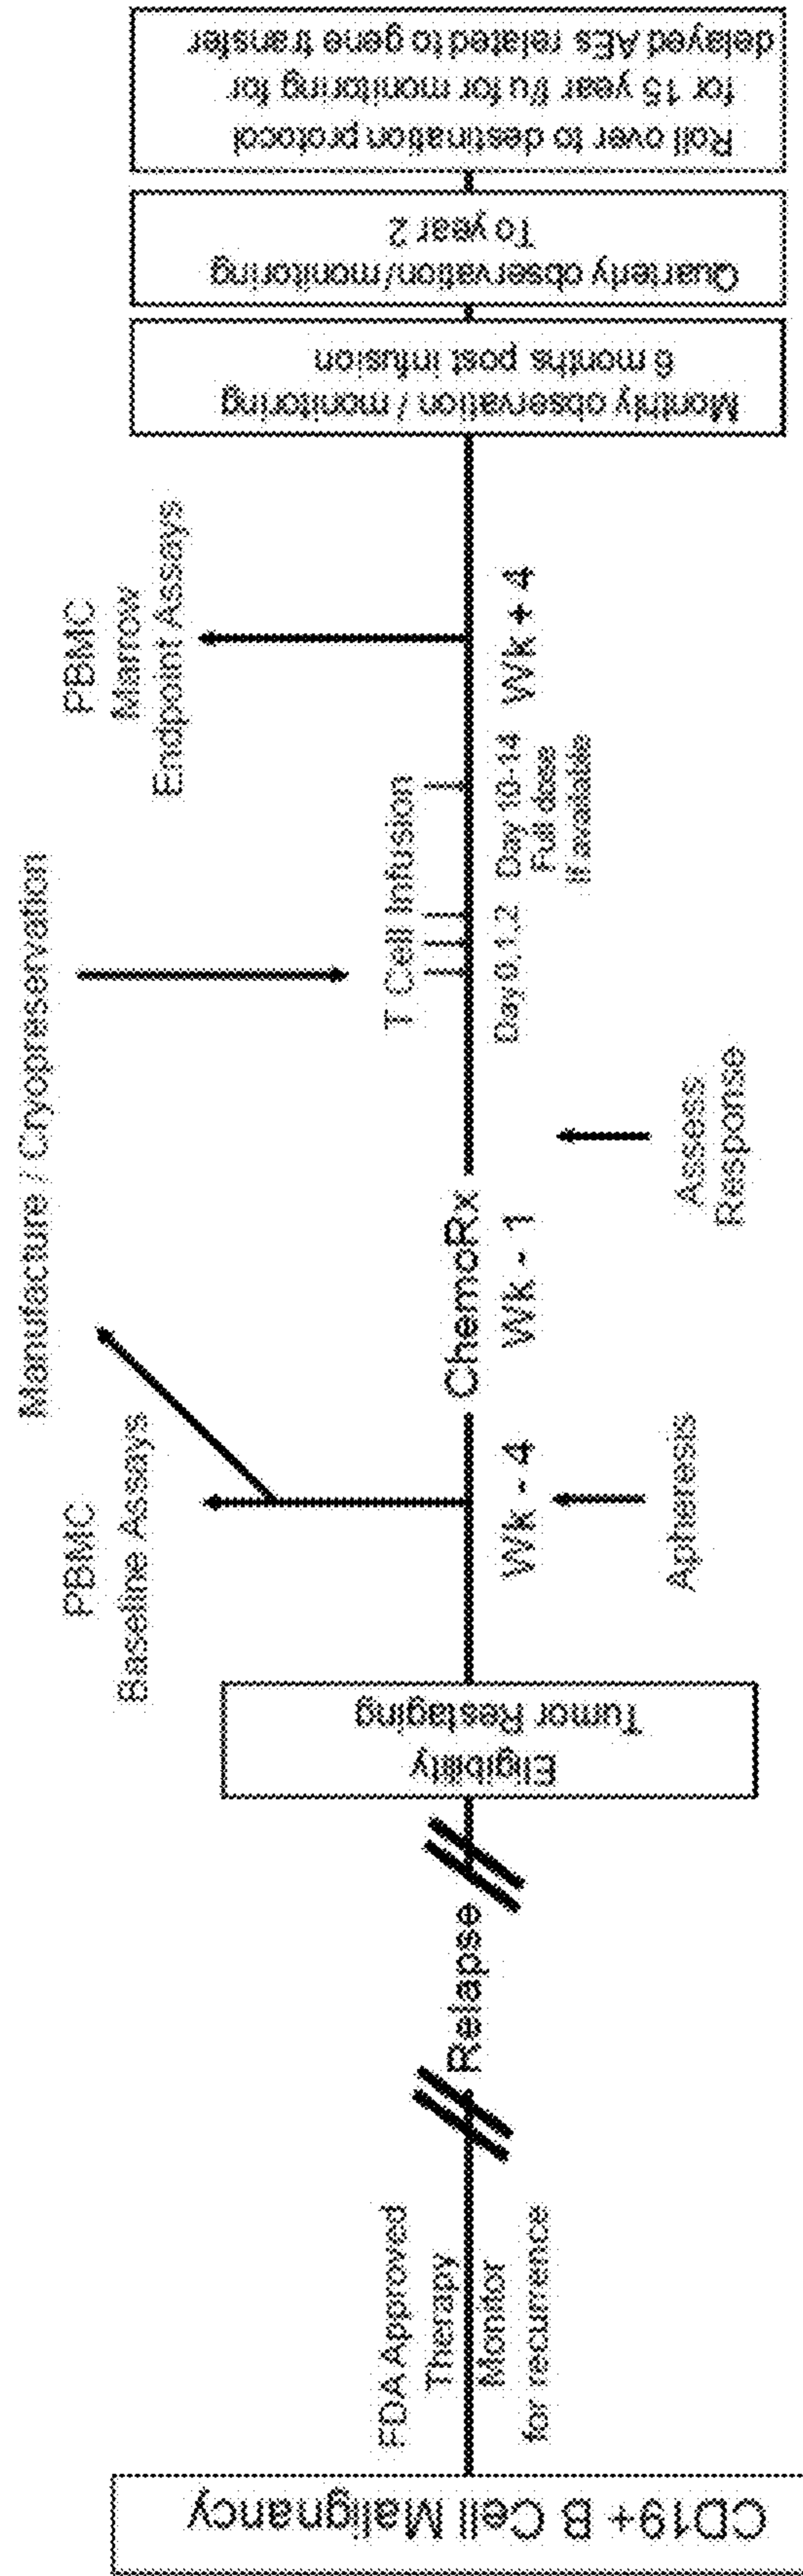 CD19+ B Cell Malignancy
FDA Approved
Therapy
Monitor
for recurrence
Relapse
Eligibility
Tumor Restaging
PBMC
Baseline Assays
Wk - 4
Apheresis
Manufacture / Cryopreservation
ChemoRx
Wk - 1
Assess
Response
T Cell Infusion
Day 0,1,2
Day 10-14
Full dose
if available
PBMC
Marrow
Endpoint Assays
Wk + 4
Monthly observation / monitoring
6 months post infusion
Quarterly observation/monitoring
To year 2
Roll over to destination protocol
for 15 year f/u for monitoring for
delayed AEs related to gene transfer